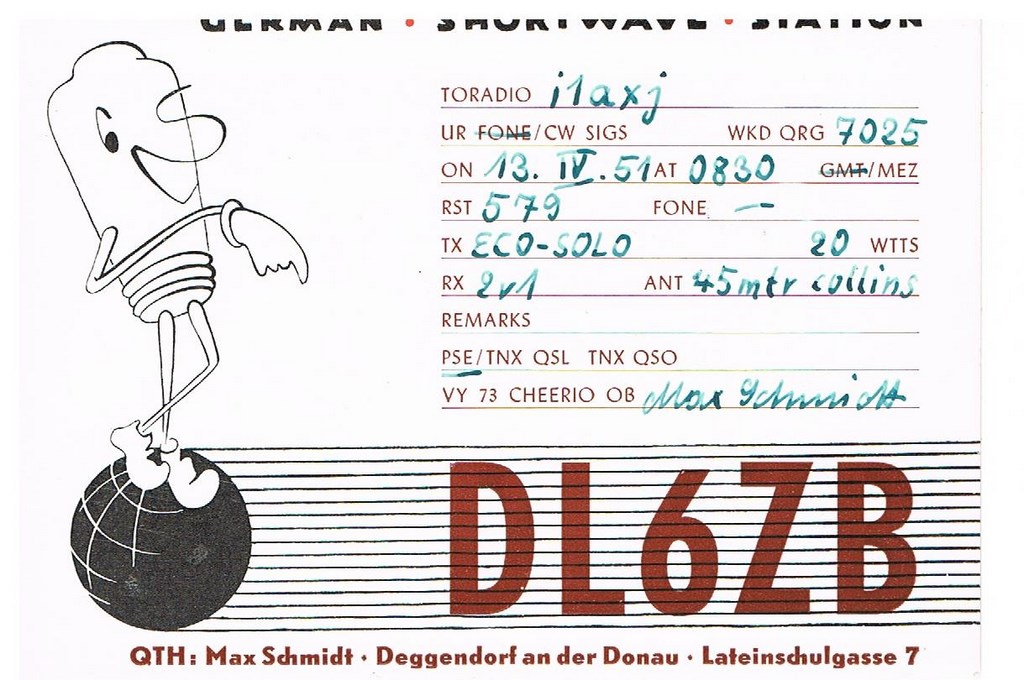 GERMAN • SHORTWAVE • STATION
TO RADIO i1axj
UR FONE/CW SIGS WKD QRG 7025
ON 13. IV. 51 AT 0830 GMT/MEZ
RST 579 FONE —
TX ECO-SOLO 20 WTTS
RX 2v1 ANT 45mtr collins
REMARKS
PSE/TNX QSL TNX QSO
VY 73 CHEERIO OB Max Schmidt
DL6ZB
QTH: Max Schmidt · Deggendorf an der Donau · Lateinschulgasse 7